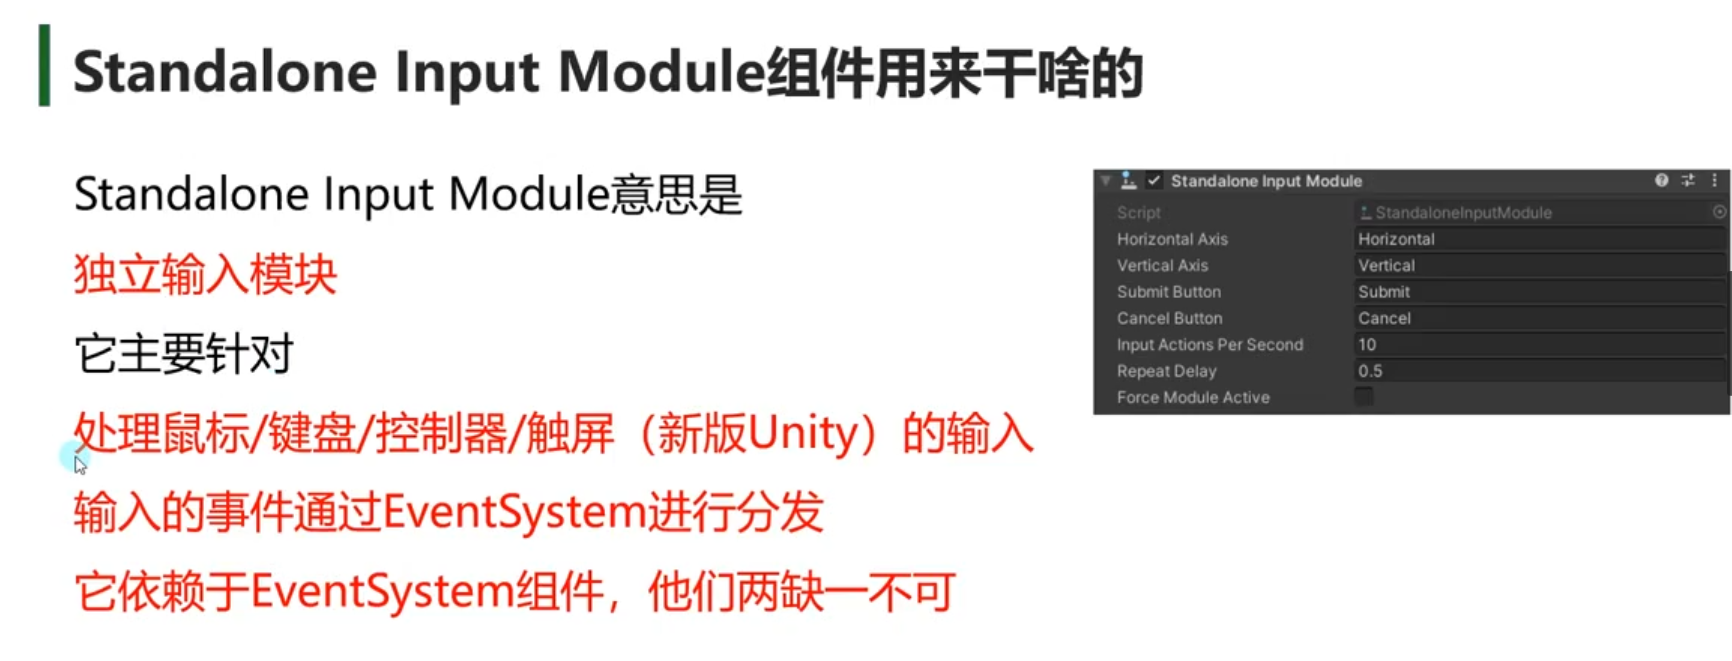 Standalone Input Module组件用来干啥的
Standalone Input Module意思是
独立输入模块
它主要针对
处理鼠标/键盘/控制器/触屏（新版Unity）的输入
输入的事件通过EventSystem进行分发
它依赖于EventSystem组件，他们两缺一不可
Standalone Input Module
Script StandaloneInputModule
Horizontal Axis Horizontal
Vertical Axis Vertical
Submit Button Submit
Cancel Button Cancel
Input Actions Per Second 10
Repeat Delay 0.5
Force Module Active